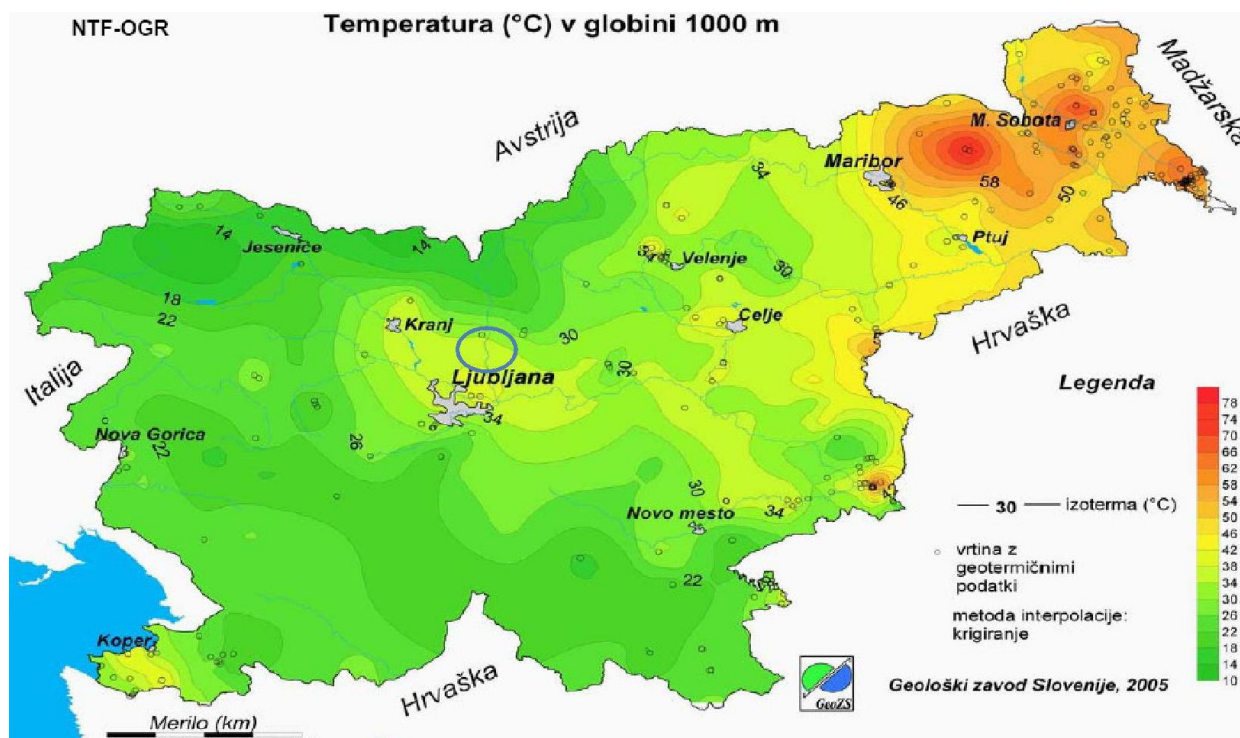 NTF-OGR
Temperatura (°C) v globini 1000 m
Madžarska
Avstrija
M. Sobota
Maribor
34
58
50
46
14
Jesenice
14
Ptuj
Velenje
30
18
22
Kranj
30
Celje
Hrvaška
Italija
Ljubljana
30
34
Legenda
Nova Gorica
22
26
30
34
Novo mesto
22
Koper
Hrvaška
Merilo (km)
78
74
70
66
62
58
54
50
46
42
38
34
30
26
22
18
14
10
30 izoterma (°C)
vrtina z
geotermičnimi
podatki
metoda interpolacije:
krigiranje
GeoZS
Geološki zavod Slovenije, 2005